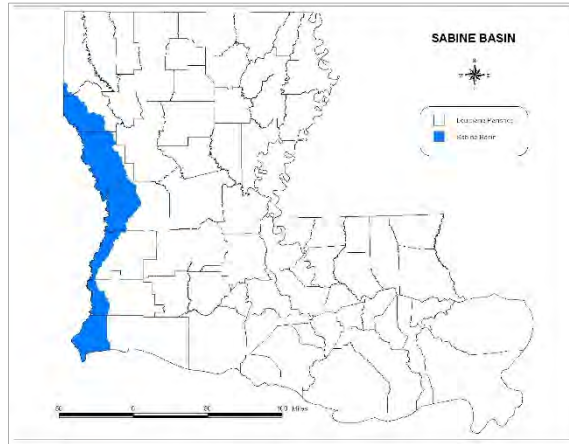 SABINE BASIN
N
W E
S
Louisiana Parishes
Sabine Basin
50 0 50 100 Miles